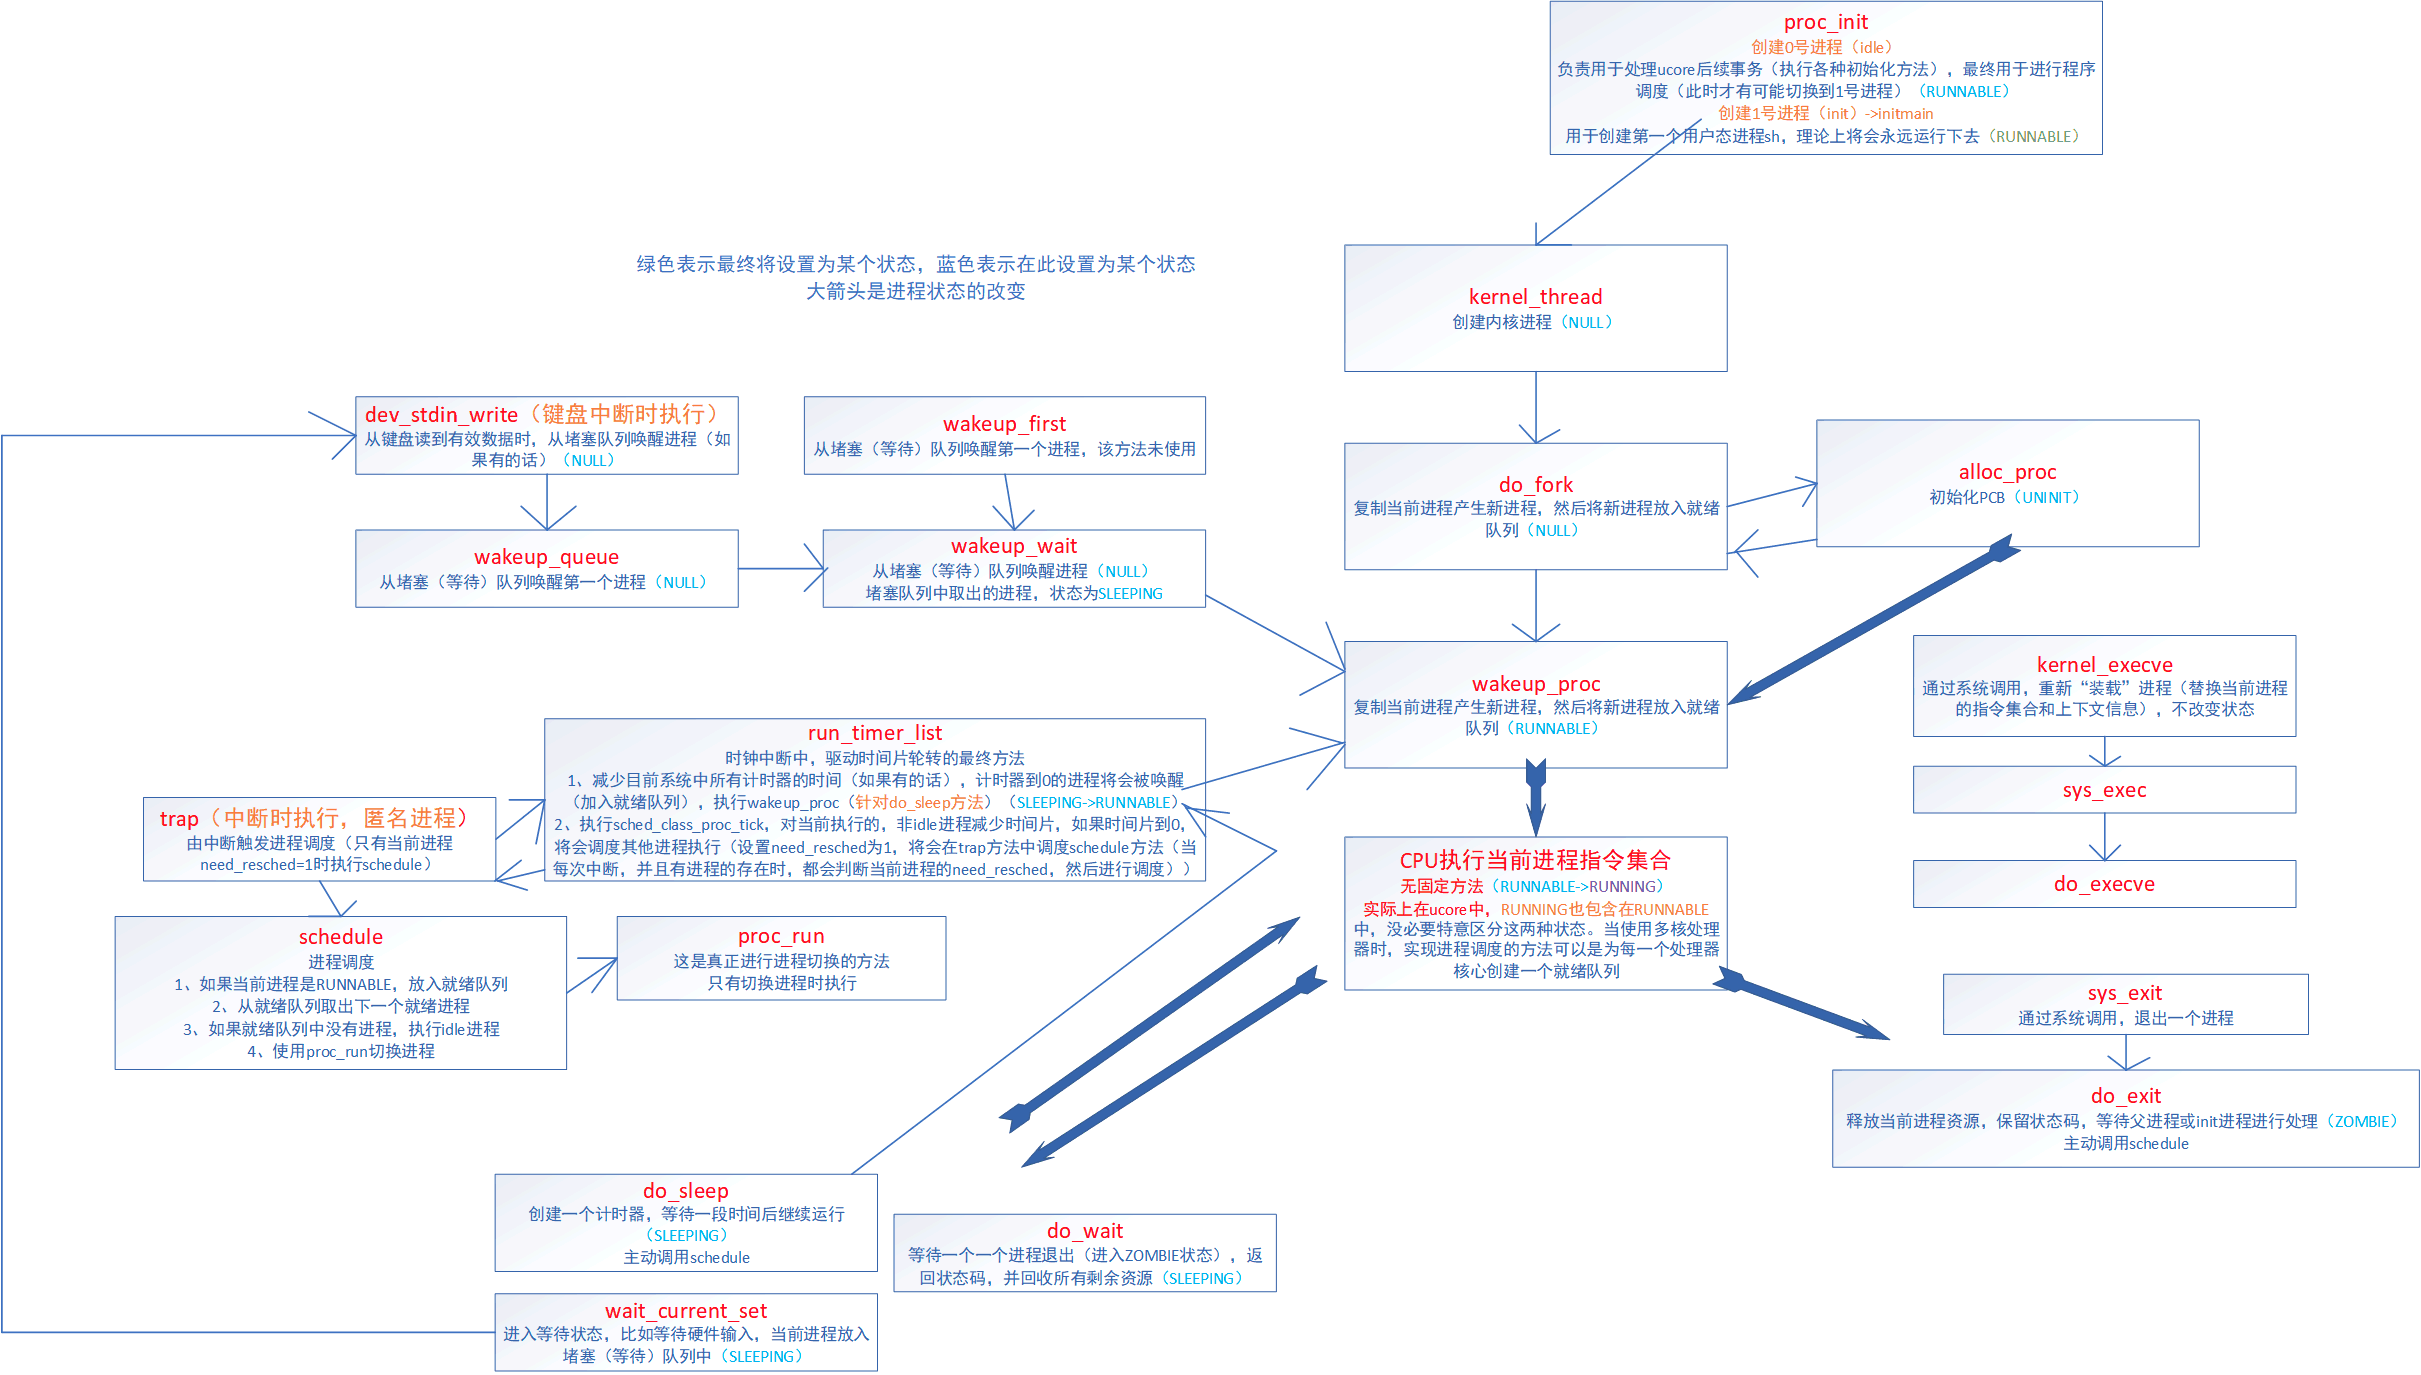 proc_init
创建0号进程（idle）
负责用于处理ucore后续事务（执行各种初始化方法），最终用于进行程序
调度（此时才有可能切换到1号进程）（RUNNABLE）
创建1号进程（init）->initmain
用于创建第一个用户态进程sh，理论上将会永远运行下去（RUNNABLE）
绿色表示最终将设置为某个状态，蓝色表示在此设置为某个状态
大箭头是进程状态的改变
kernel_thread
创建内核进程（NULL）
dev_stdin_write（键盘中断时执行）
从键盘读到有效数据时，从堵塞队列唤醒进程（如
果有的话）（NULL）
wakeup_first
从堵塞（等待）队列唤醒第一个进程，该方法未使用
do_fork
复制当前进程产生新进程，然后将新进程放入就绪
队列（NULL）
alloc_proc
初始化PCB（UNINIT）
wakeup_queue
从堵塞（等待）队列唤醒第一个进程（NULL）
wakeup_wait
从堵塞（等待）队列唤醒进程（NULL）
堵塞队列中取出的进程，状态为SLEEPING
wakeup_proc
复制当前进程产生新进程，然后将新进程放入就绪
队列（RUNNABLE）
kernel_execve
通过系统调用，重新“装载”进程（替换当前进程
的指令集合和上下文信息），不改变状态
sys_exec
do_execve
run_timer_list
时钟中断中，驱动时间片轮转的最终方法
1、减少目前系统中所有计时器的时间（如果有的话），计时器到0的进程将会被唤醒
（加入就绪队列），执行wakeup_proc（针对do_sleep方法）（SLEEPING->RUNNABLE）
2、执行sched_class_proc_tick，对当前执行的，非idle进程减少时间片，如果时间片到0，
将会调度其他进程执行（设置need_resched为1，将会在trap方法中调度schedule方法（当
每次中断，并且有进程的存在时，都会判断当前进程的need_resched，然后进行调度））
trap（中断时执行，匿名进程）
由中断触发进程调度（只有当前进程
need_resched=1时执行schedule）
CPU执行当前进程指令集合
无固定方法（RUNNABLE->RUNNING）
实际上在ucore中，RUNNING也包含在RUNNABLE
中，没必要特意区分这两种状态。当使用多核处理
器时，实现进程调度的方法可以是为每一个处理器
核心创建一个就绪队列
schedule
进程调度
1、如果当前进程是RUNNABLE，放入就绪队列
2、从就绪队列取出下一个就绪进程
3、如果就绪队列中没有进程，执行idle进程
4、使用proc_run切换进程
proc_run
这是真正进行进程切换的方法
只有切换进程时执行
sys_exit
通过系统调用，退出一个进程
do_exit
释放当前进程资源，保留状态码，等待父进程或init进程进行处理（ZOMBIE）
主动调用schedule
do_sleep
创建一个计时器，等待一段时间后继续运行
（SLEEPING）
主动调用schedule
do_wait
等待一个一个进程退出（进入ZOMBIE状态），返
回状态码，并回收所有剩余资源（SLEEPING）
wait_current_set
进入等待状态，比如等待硬件输入，当前进程放入
堵塞（等待）队列中（SLEEPING）